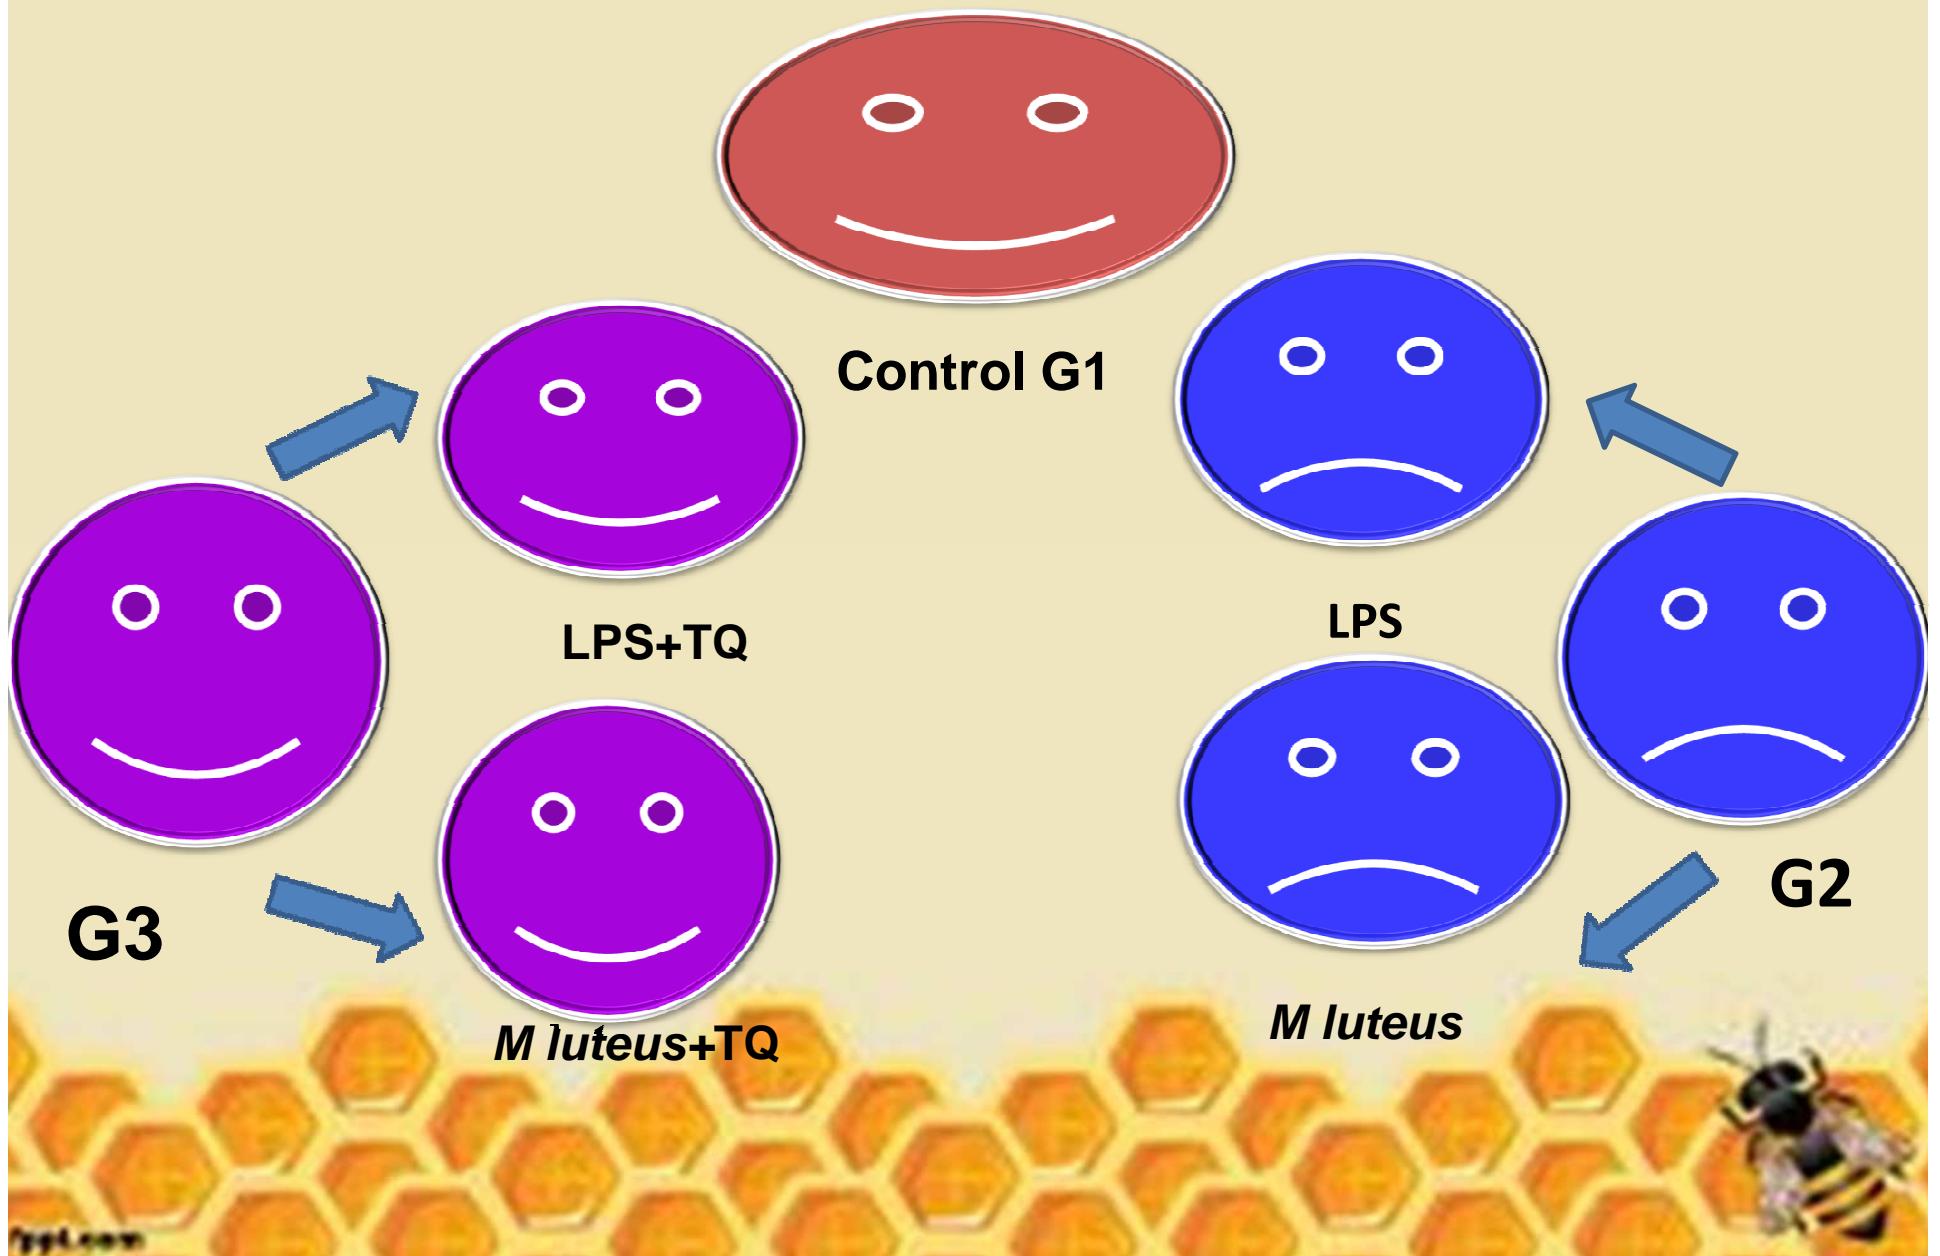 Control G1
LPS+TQ
LPS
G2
G3
M luteus
M luteus+TQ